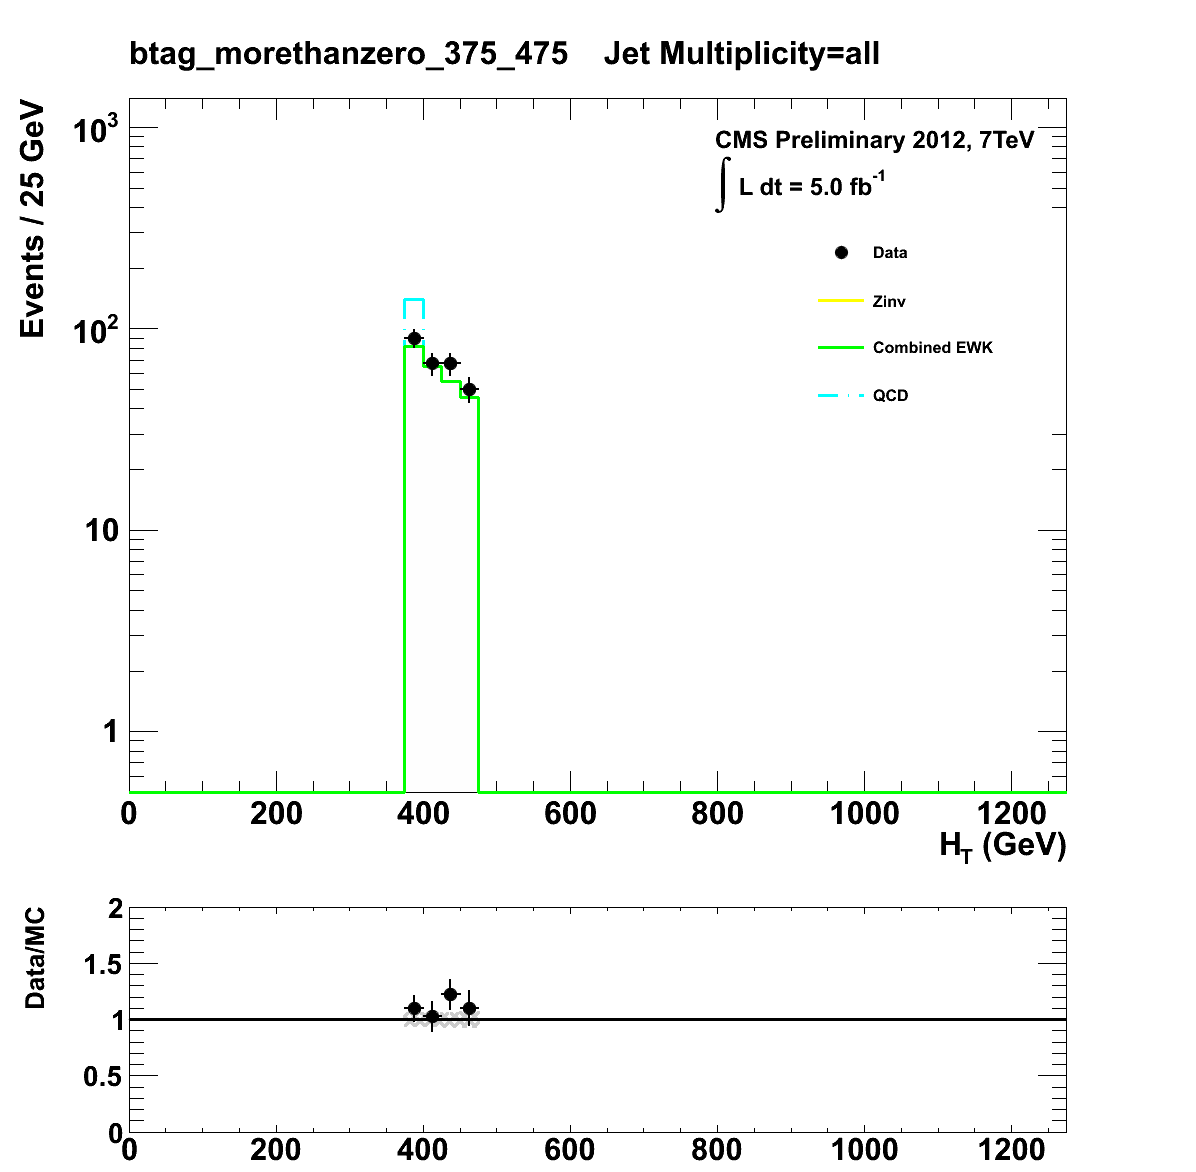 btag_morethanzero_375_475 Jet Multiplicity=all
Events / 25 GeV
10³
10²
10
1
CMS Preliminary 2012, 7TeV
∫ L dt = 5.0 fb⁻¹
Data
Zinv
Combined EWK
QCD
0 200 400 600 800 1000 1200
H_T (GeV)
Data/MC
2
1.5
1
0.5
0
0 200 400 600 800 1000 1200